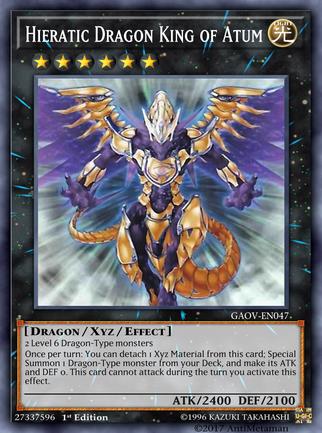 Hieratic Dragon King of Atum
LIGHT
光
GAOV-EN047
[Dragon / Xyz / Effect]
2 Level 6 Dragon-Type monsters
Once per turn: You can detach 1 Xyz Material from this card; Special
Summon 1 Dragon-Type monster from your Deck, and make its ATK
and DEF 0. This card cannot attack during the turn you activate this
effect.
ATK/2400 DEF/2100
27337596 1st Edition ©1996 KAZUKI TAKAHASHI
©2017 AntiMetaman